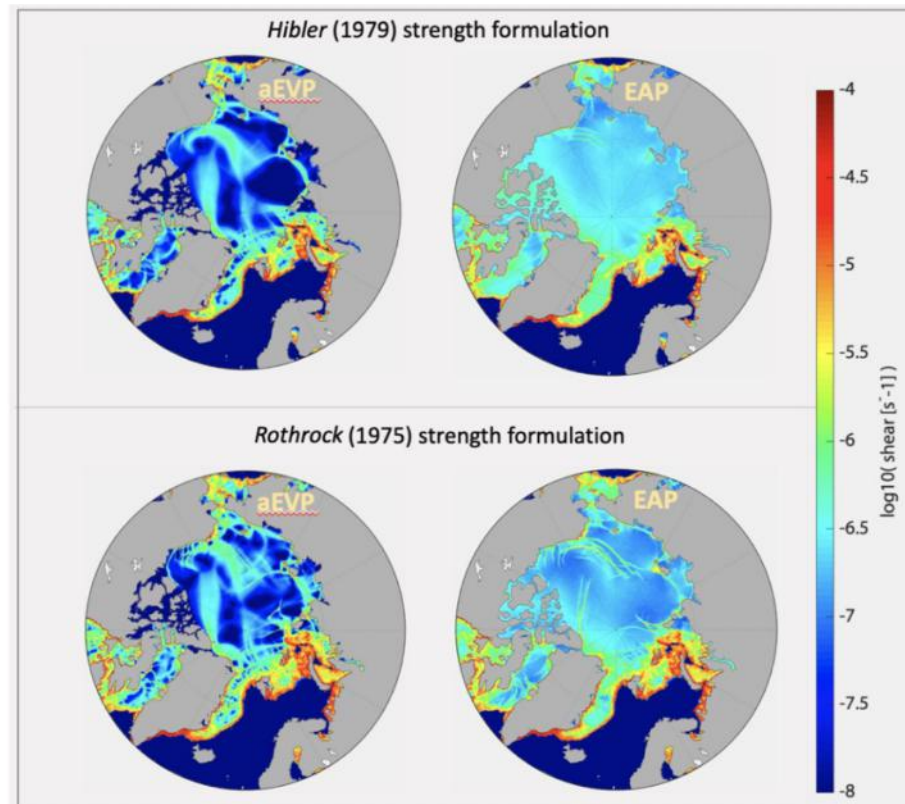 Hibler (1979) strength formulation
aEVP
EAP
Rothrock (1975) strength formulation
aEVP
EAP
-4
-4.5
-5
-5.5
-6
-6.5
-7
-7.5
-8
log10( shear [s^-1] )